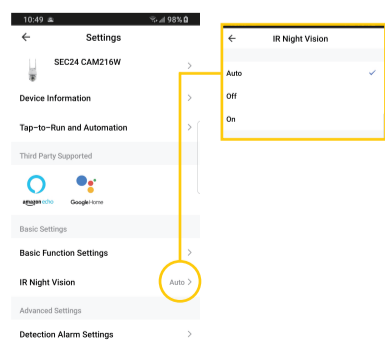 10:49
98%
Settings
SEC24 CAM216W
Device Information
Tap-to-Run and Automation
Third Party Supported
amazon echo
Google Home
Basic Settings
Basic Function Settings
IR Night Vision
Auto
Advanced Settings
Detection Alarm Settings
IR Night Vision
Auto
Off
On